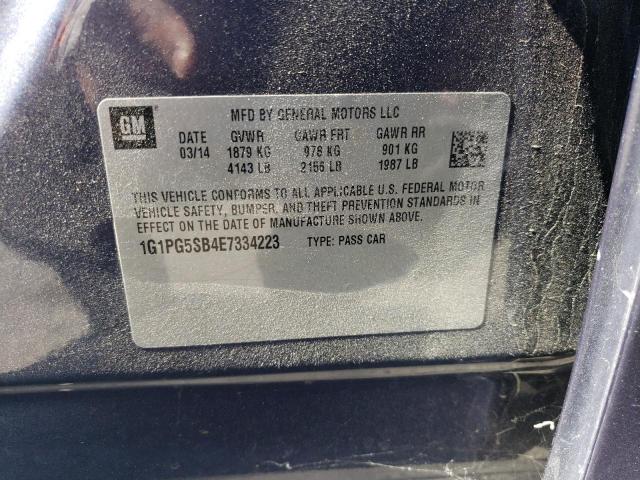 GM
MFD BY GENERAL MOTORS LLC
DATE GVWR GAWR FRT GAWR RR
03/14 1879 KG 978 KG 901 KG
4143 LB 2156 LB 1987 LB
THIS VEHICLE CONFORMS TO ALL APPLICABLE U.S. FEDERAL MOTOR
VEHICLE SAFETY, BUMPER, AND THEFT PREVENTION STANDARDS IN
EFFECT ON THE DATE OF MANUFACTURE SHOWN ABOVE.
1G1PG5SB4E7334223 TYPE: PASS CAR